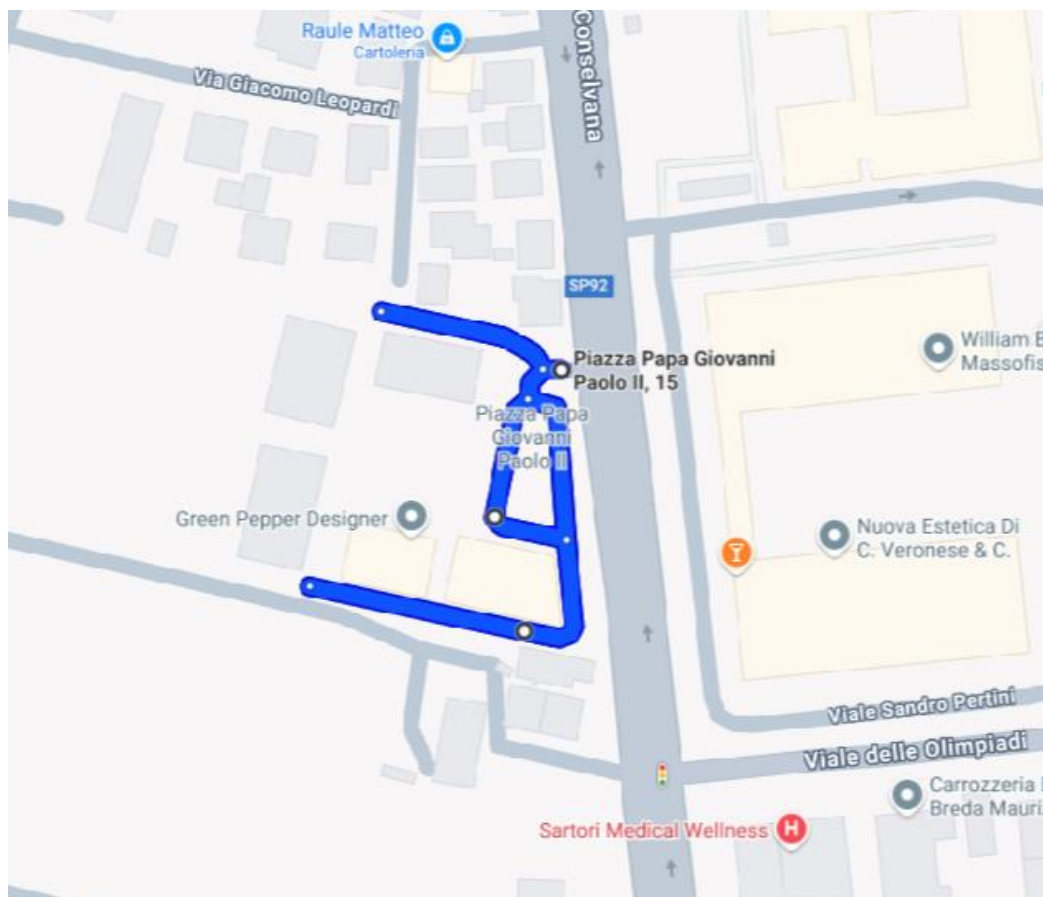 Raule Matteo
Cartoleria
Conselvana
Via Giacomo Leopardi
SP92
William
Massofis
Piazza Papa Giovanni
Paolo II, 15
Piazza Papa
Giovanni
Paolo II
Green Pepper Designer
Nuova Estetica Di
C. Veronese & C.
Viale Sandro Pertini
Viale delle Olimpiadi
Carrozzeria
Breda Mauri
Sartori Medical Wellness
H